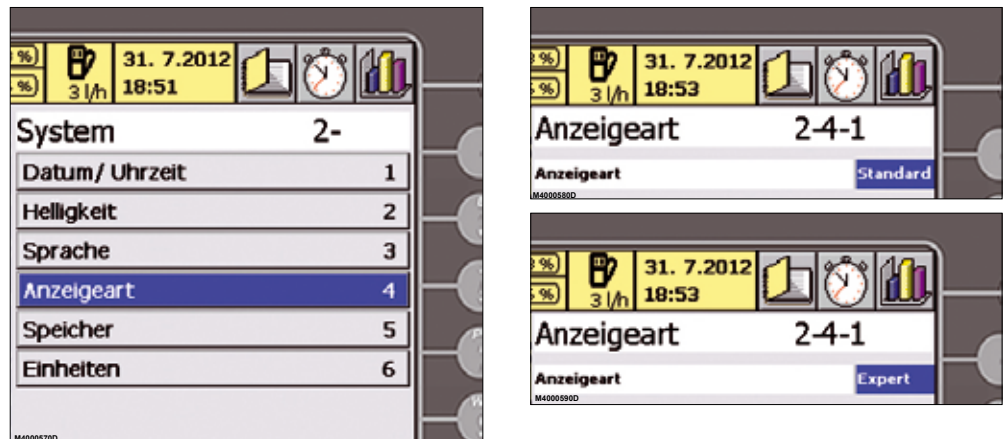 %)
%)
3 l/h
31. 7.2012
18:51
System 2-
Datum/ Uhrzeit 1
Helligkeit 2
Sprache 3
Anzeigeart 4
Speicher 5
Einheiten 6
M4000570D
%)
%)
3 l/h
31. 7.2012
18:53
Anzeigeart 2-4-1
Anzeigeart Standard
M4000580D
%)
%)
3 l/h
31. 7.2012
18:53
Anzeigeart 2-4-1
Anzeigeart Expert
M4000590D